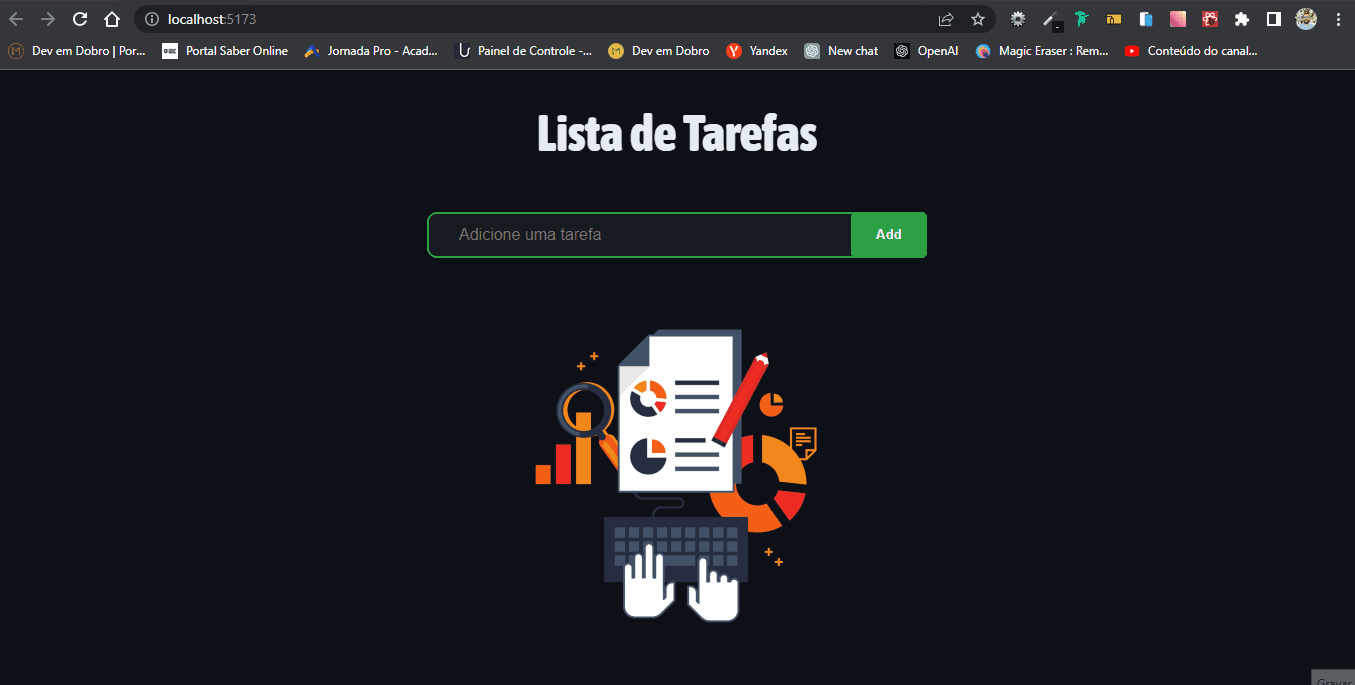 localhost:5173
Dev em Dobro | Por... Portal Saber Online Jornada Pro - Acad... Painel de Controle -... Dev em Dobro Yandex New chat OpenAI Magic Eraser : Rem... Conteúdo do canal...
Lista de Tarefas
Adicione uma tarefa Add
Gravar